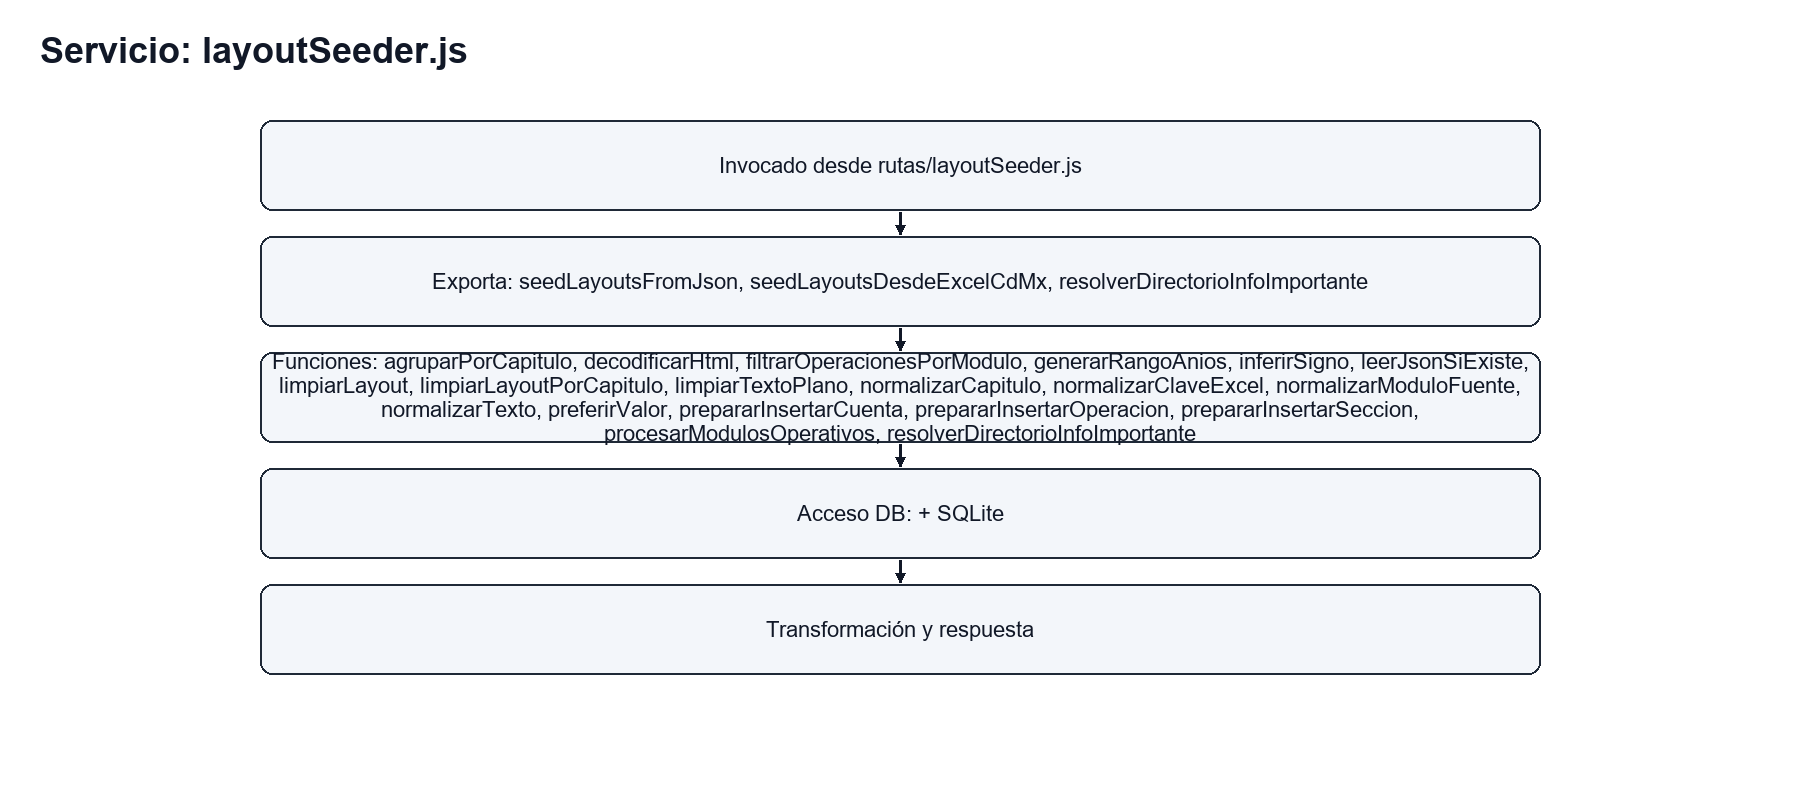 Servicio: layoutSeeder.js
Invocado desde rutas/layoutSeeder.js
Exporta: seedLayoutsFromJson, seedLayoutsDesdeExcelCdMx, resolverDirectorioInfoImportante
Funciones: agruparPorCapitulo, decodificarHtml, filtrarOperacionesPorModulo, generarRangoAnios, inferirSigno, leerJsonSiExiste,
limpiarLayout, limpiarLayoutPorCapitulo, limpiarTextoPlano, normalizarCapitulo, normalizarClaveExcel, normalizarModuloFuente,
normalizarTexto, preferirValor, prepararInsertarCuenta, prepararInsertarOperacion, prepararInsertarSeccion,
procesarModulosOperativos, resolverDirectorioInfoImportante
Acceso DB: + SQLite
Transformación y respuesta